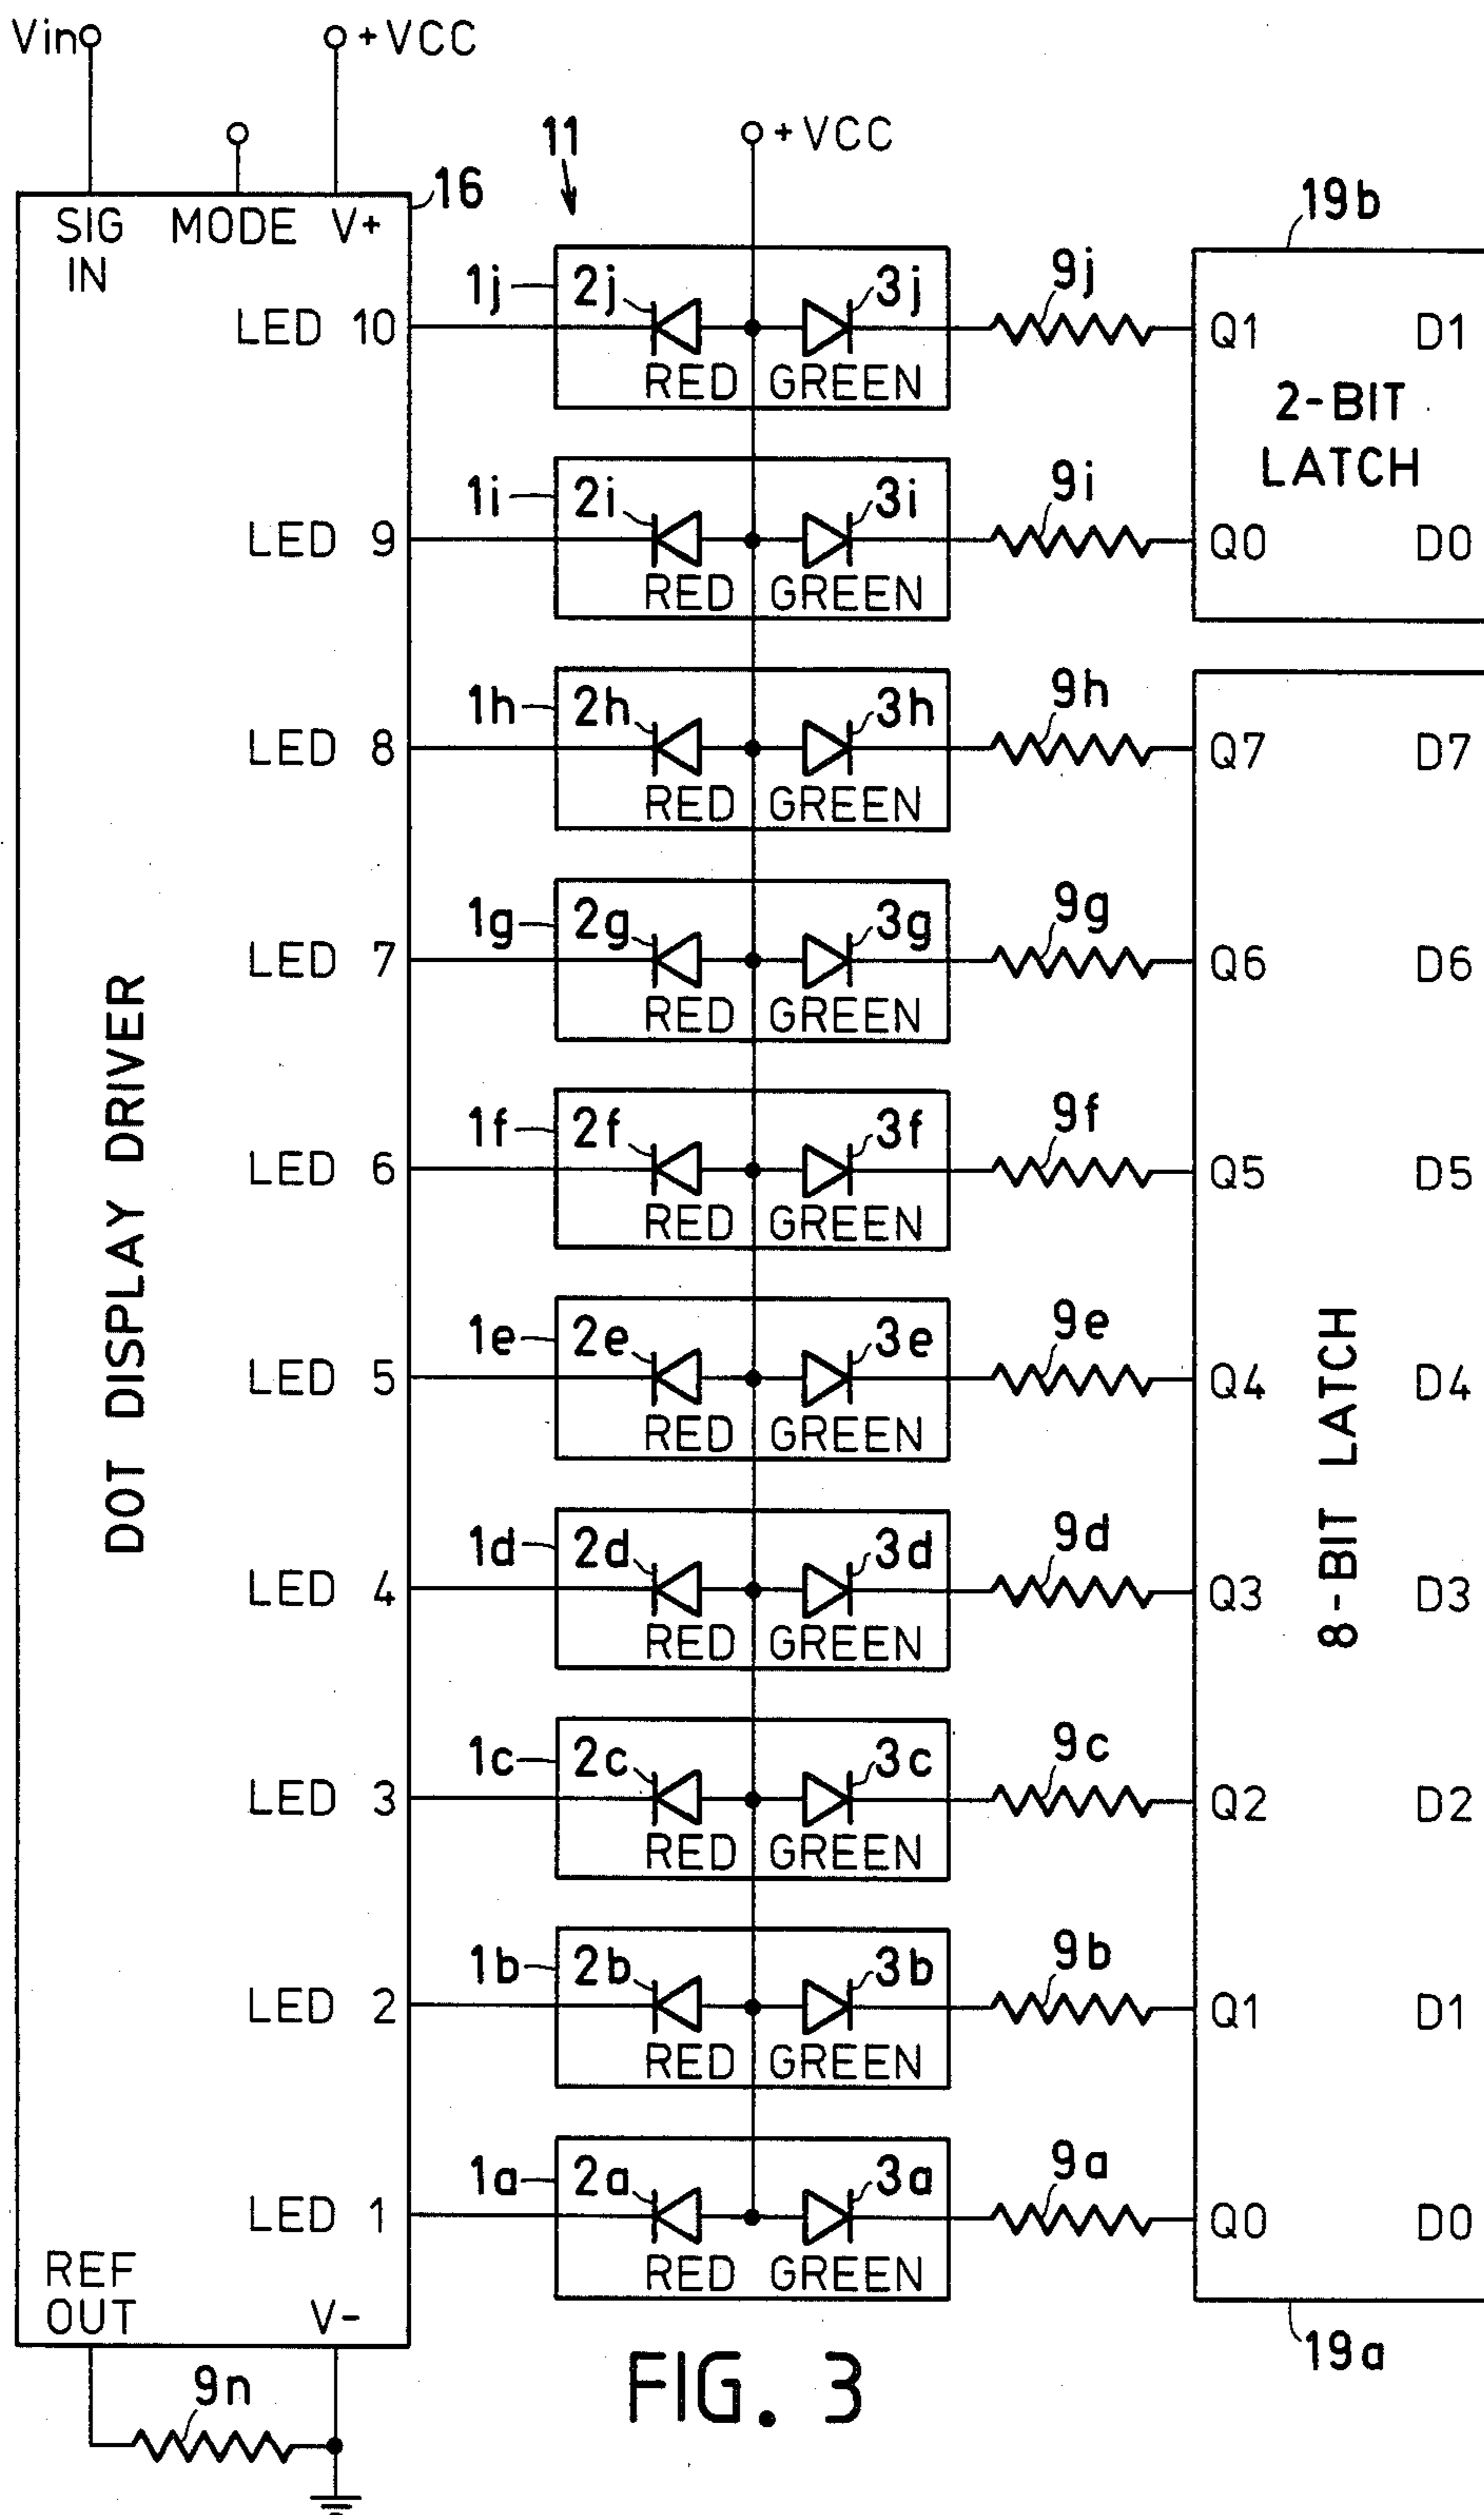 Vin +VCC
11 +VCC
16 19b
SIG MODE V+
IN
1j 2j 3j 9j
LED 10 Q1 D1
RED GREEN
2-BIT
LATCH
1i 2i 3i 9i
LED 9 Q0 D0
RED GREEN
1h 2h 3h 9h
LED 8 Q7 D7
RED GREEN
1g 2g 3g 9g
LED 7 Q6 D6
RED GREEN
DOT DISPLAY DRIVER
1f 2f 3f 9f
LED 6 Q5 D5
RED GREEN
1e 2e 3e 9e
LED 5 Q4 D4
RED GREEN
8-BIT LATCH
1d 2d 3d 9d
LED 4 Q3 D3
RED GREEN
1c 2c 3c 9c
LED 3 Q2 D2
RED GREEN
1b 2b 3b 9b
LED 2 Q1 D1
RED GREEN
1a 2a 3a 9a
LED 1 Q0 D0
RED GREEN
REF
OUT V-
19a
9n
FIG. 3